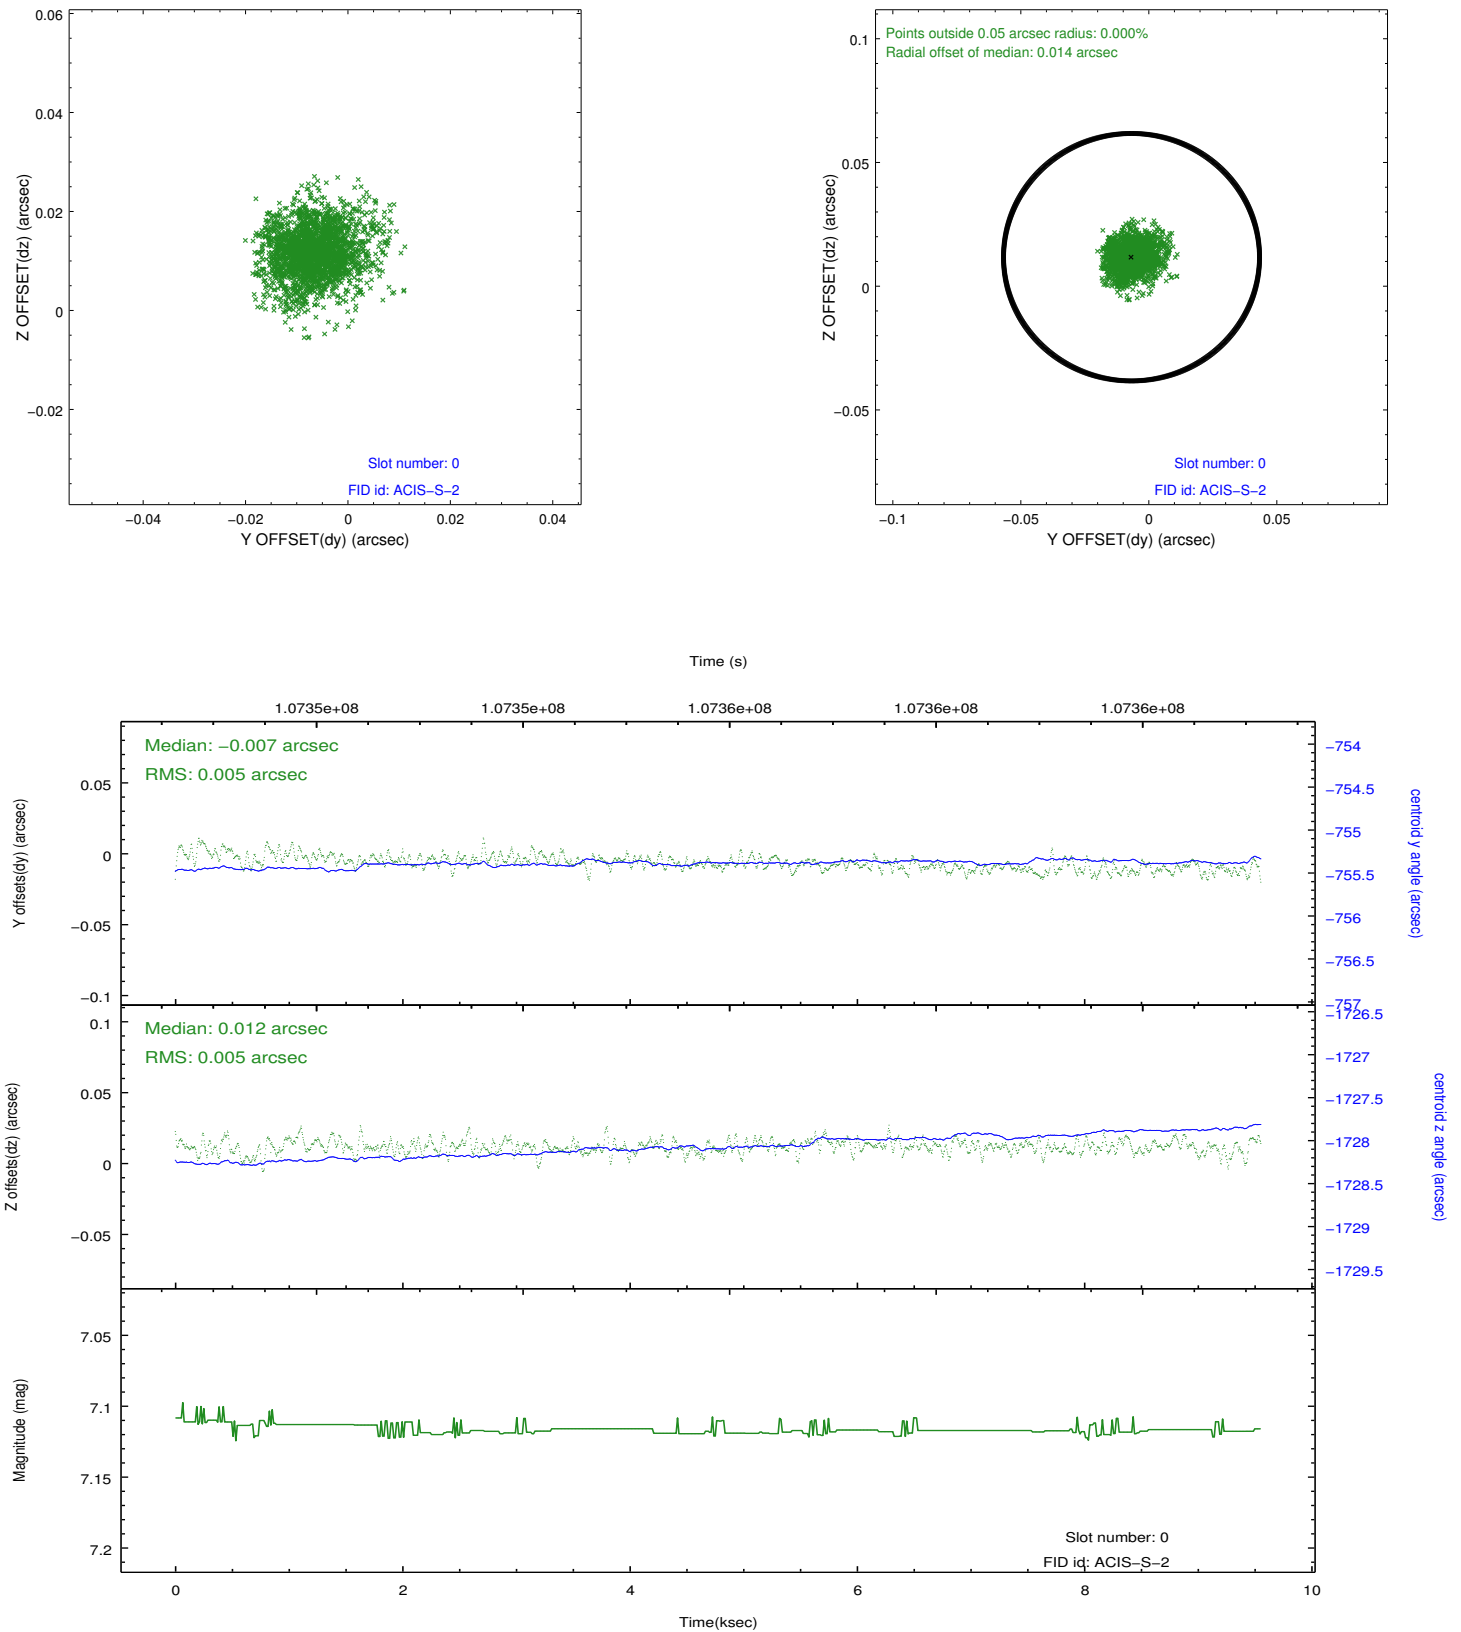 0.06
0.04
0.02
0
−0.02
Z OFFSET(dz) (arcsec)
Slot number: 0
FID id: ACIS−S−2
−0.04 −0.02 0 0.02 0.04
Y OFFSET(dy) (arcsec)
Points outside 0.05 arcsec radius: 0.000%
Radial offset of median: 0.014 arcsec
0.1
0.05
0
−0.05
Z OFFSET(dz) (arcsec)
Slot number: 0
FID id: ACIS−S−2
−0.1 −0.05 0 0.05
Y OFFSET(dy) (arcsec)
Time (s)
1.0735e+08 1.0735e+08 1.0736e+08 1.0736e+08 1.0736e+08
Median: −0.007 arcsec
RMS: 0.005 arcsec
0.05
0
−0.05
−0.1
Y offsets(dy) (arcsec)
−754
−754.5
−755
−755.5
−756
−756.5
−757
centroid y angle (arcsec)
Median: 0.012 arcsec
RMS: 0.005 arcsec
0.1
0.05
0
−0.05
Z offsets(dz) (arcsec)
−1726.5
−1727
−1727.5
−1728
−1728.5
−1729
−1729.5
centroid z angle (arcsec)
7.05
7.1
7.15
7.2
Magnitude (mag)
Slot number: 0
FID id: ACIS−S−2
0 2 4 6 8 10
Time(ksec)